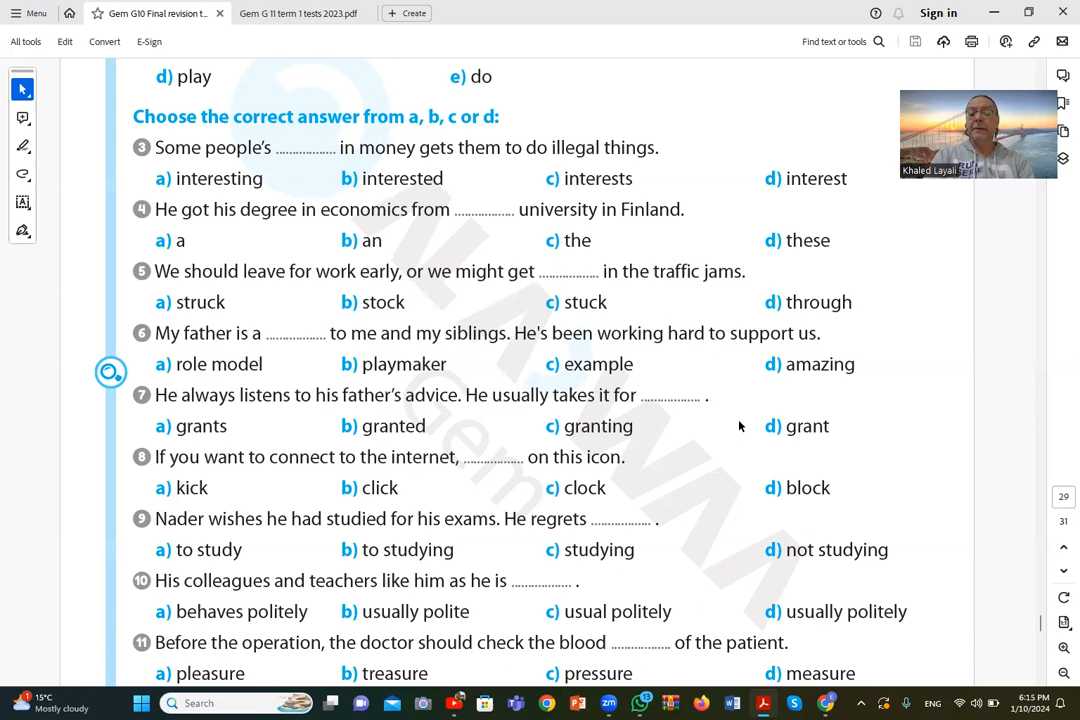 Menu
Gem G10 Final revision t...
Gem G 11 term 1 tests 2023.pdf
Create
Sign in
All tools Edit Convert E-Sign
Find text or tools
d) play e) do
Choose the correct answer from a, b, c or d:
3 Some people's .................. in money gets them to do illegal things.
a) interesting b) interested c) interests d) interest
4 He got his degree in economics from .................. university in Finland.
a) a b) an c) the d) these
5 We should leave for work early, or we might get .................. in the traffic jams.
a) struck b) stock c) stuck d) through
6 My father is a .................. to me and my siblings. He's been working hard to support us.
a) role model b) playmaker c) example d) amazing
7 He always listens to his father's advice. He usually takes it for .................. .
a) grants b) granted c) granting d) grant
8 If you want to connect to the internet, .................. on this icon.
a) kick b) click c) clock d) block
9 Nader wishes he had studied for his exams. He regrets .................. .
a) to study b) to studying c) studying d) not studying
10 His colleagues and teachers like him as he is .................. .
a) behaves politely b) usually polite c) usual politely d) usually politely
11 Before the operation, the doctor should check the blood .................. of the patient.
a) pleasure b) treasure c) pressure d) measure
Khaled Layali
Gem
29
31
15°C
Mostly cloudy
Search
13
ENG
6:15 PM
1/10/2024